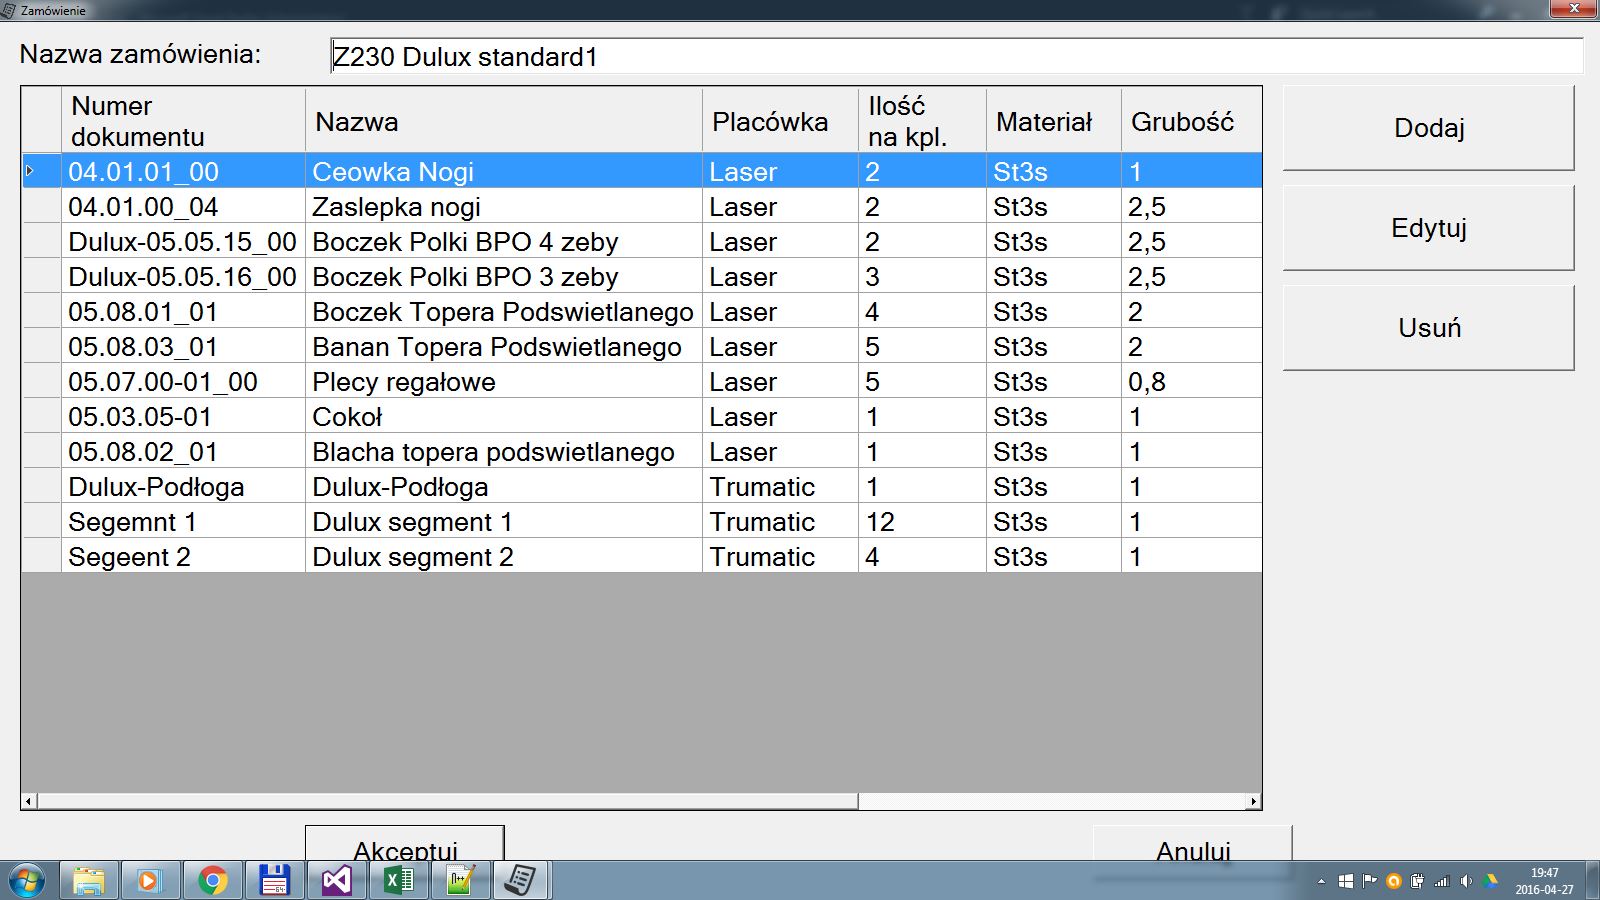 Zamówienie
Nazwa zamówienia: Z230 Dulux standard1
Numer dokumentu Nazwa Placówka Ilość na kpl. Materiał Grubość
04.01.01_00 Ceowka Nogi Laser 2 St3s 1
04.01.00_04 Zaslepka nogi Laser 2 St3s 2,5
Dulux-05.05.15_00 Boczek Polki BPO 4 zeby Laser 2 St3s 2,5
Dulux-05.05.16_00 Boczek Polki BPO 3 zeby Laser 3 St3s 2,5
05.08.01_01 Boczek Topera Podswietlanego Laser 4 St3s 2
05.08.03_01 Banan Topera Podswietlanego Laser 5 St3s 2
05.07.00-01_00 Plecy regałowe Laser 5 St3s 0,8
05.03.05-01 Cokoł Laser 1 St3s 1
05.08.02_01 Blacha topera podswietlanego Laser 1 St3s 1
Dulux-Podłoga Dulux-Podłoga Trumatic 1 St3s 1
Segemnt 1 Dulux segment 1 Trumatic 12 St3s 1
Segeent 2 Dulux segment 2 Trumatic 4 St3s 1
Dodaj
Edytuj
Usuń
Akceptuj Anuluj
19:47
2016-04-27